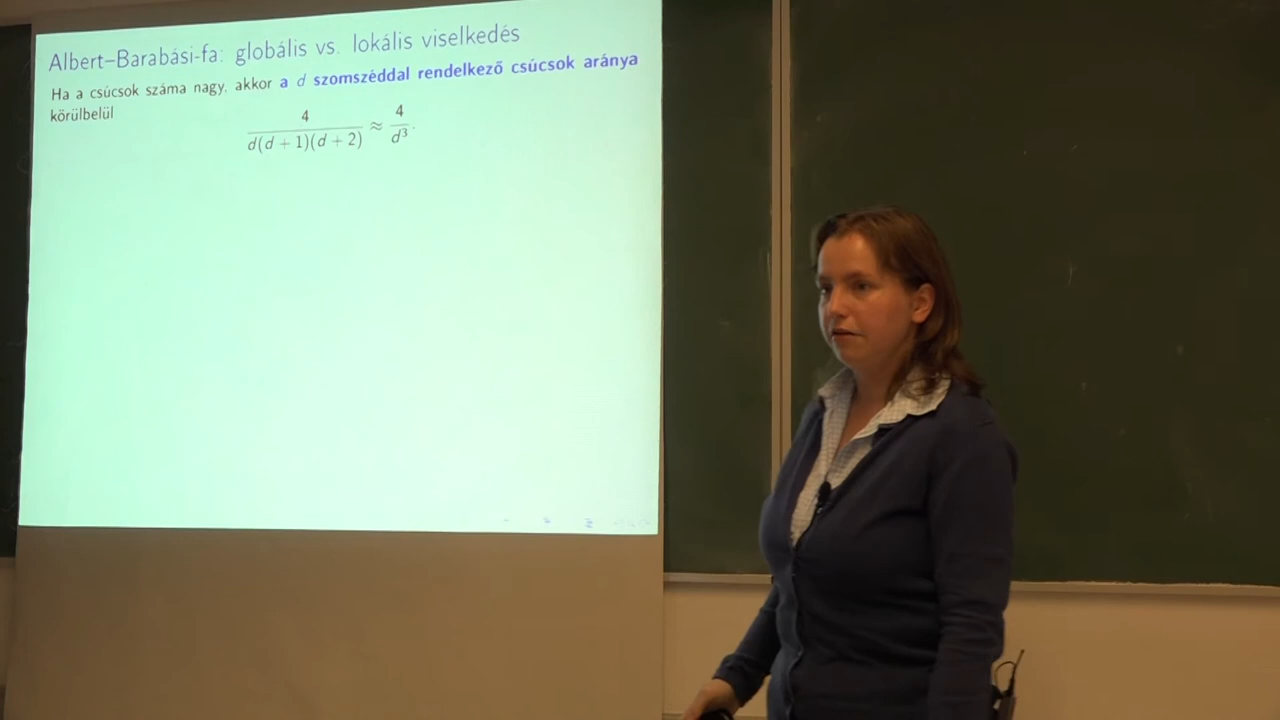 Albert–Barabási-fa: globális vs. lokális viselkedés
Ha a csúcsok száma nagy, akkor a d szomszéddal rendelkező csúcsok aránya
körülbelül
4/(d(d + 1)(d + 2)) ≈ 4/d³.